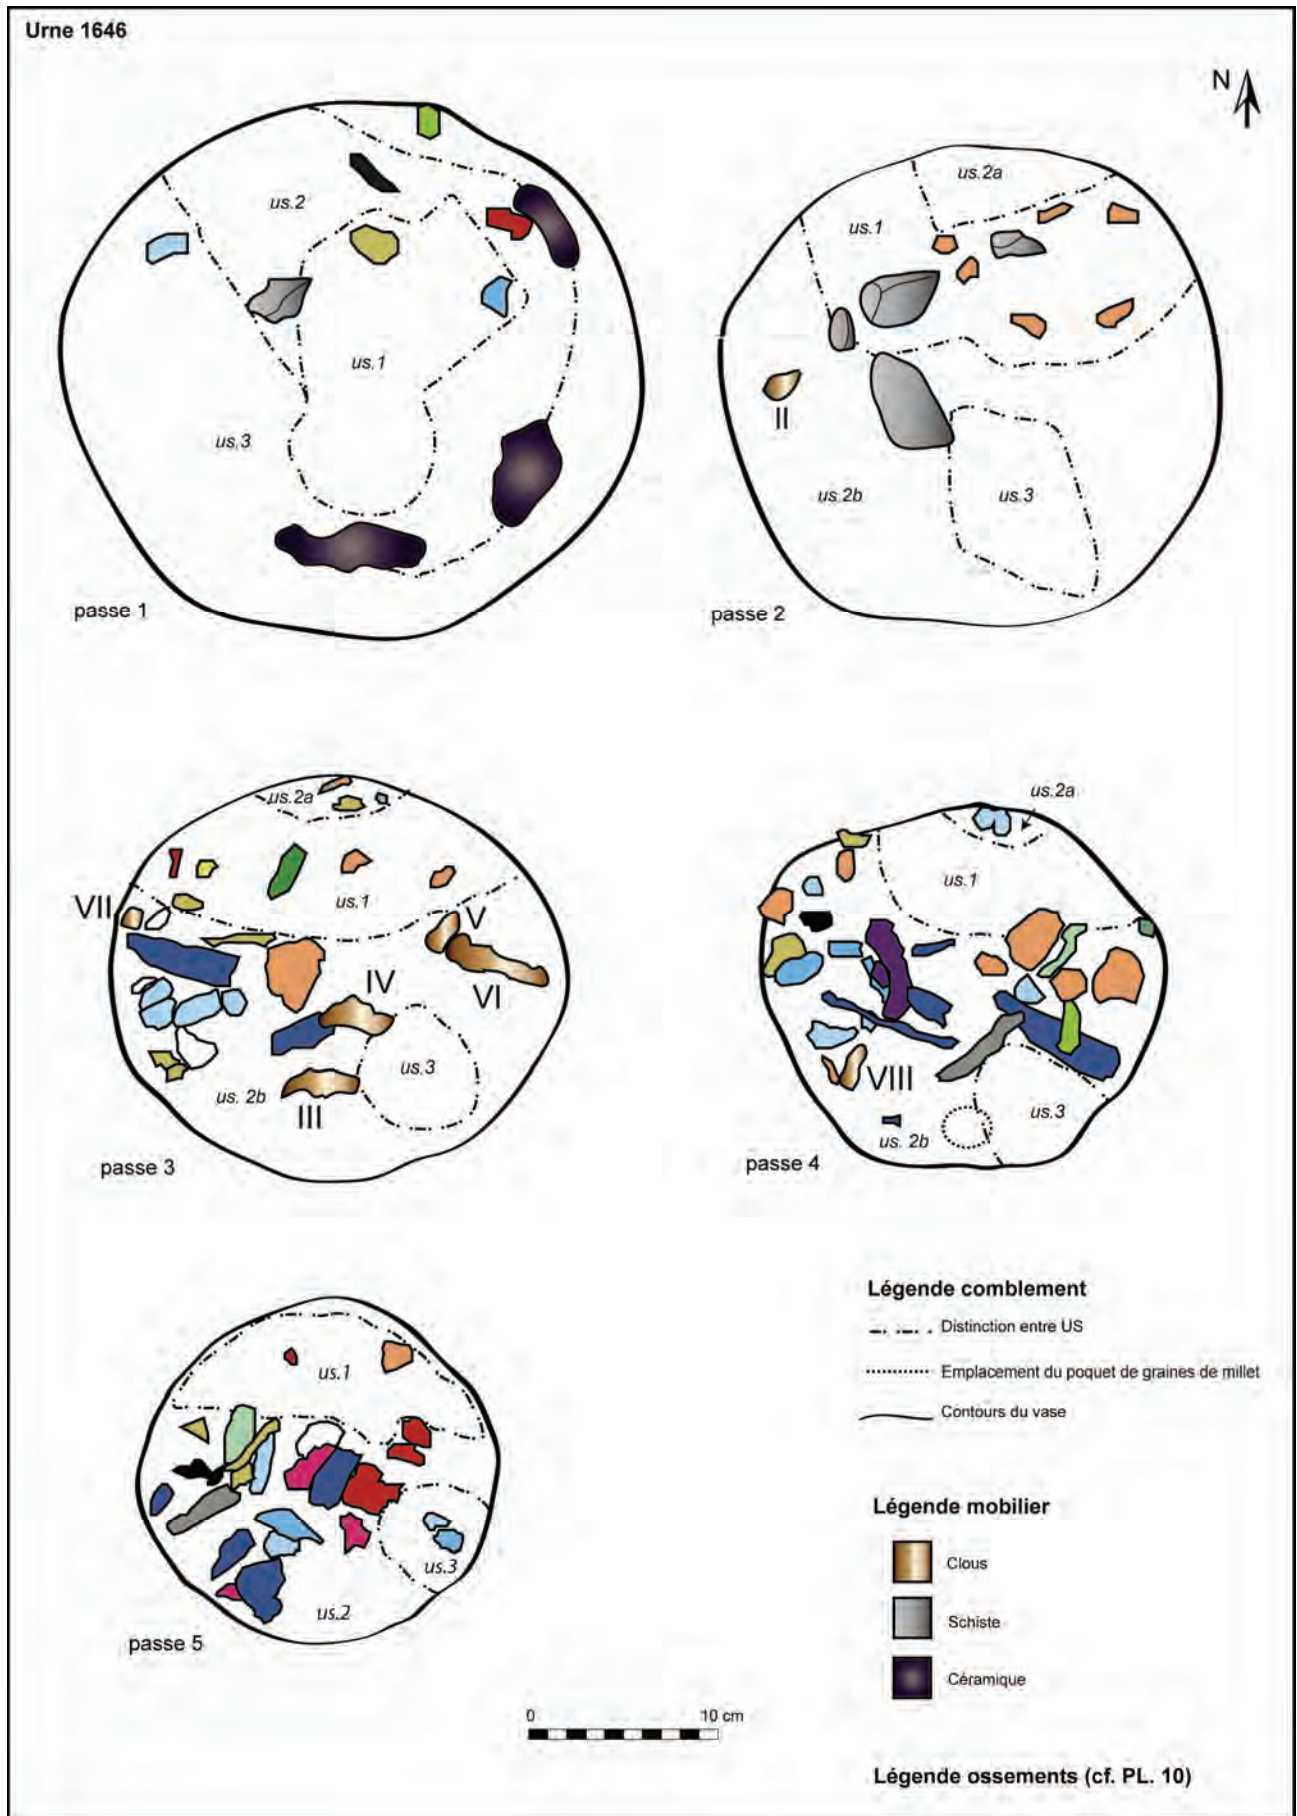 Urne 1646
N
us.2
us.1
us.3
passe 1
us.2a
us.1
II
us.2b
us.3
passe 2
us.2a
us.1
VII
V
VI
IV
us.3
us. 2b
III
passe 3
us.2a
us.1
VIII
us.3
us. 2b
passe 4
us.1
us.3
us.2
passe 5
Légende comblement
Distinction entre US
Emplacement du poquet de graines de millet
Contours du vase
Légende mobilier
Clous
Schiste
Céramique
0 10 cm
Légende ossements (cf. PL. 10)